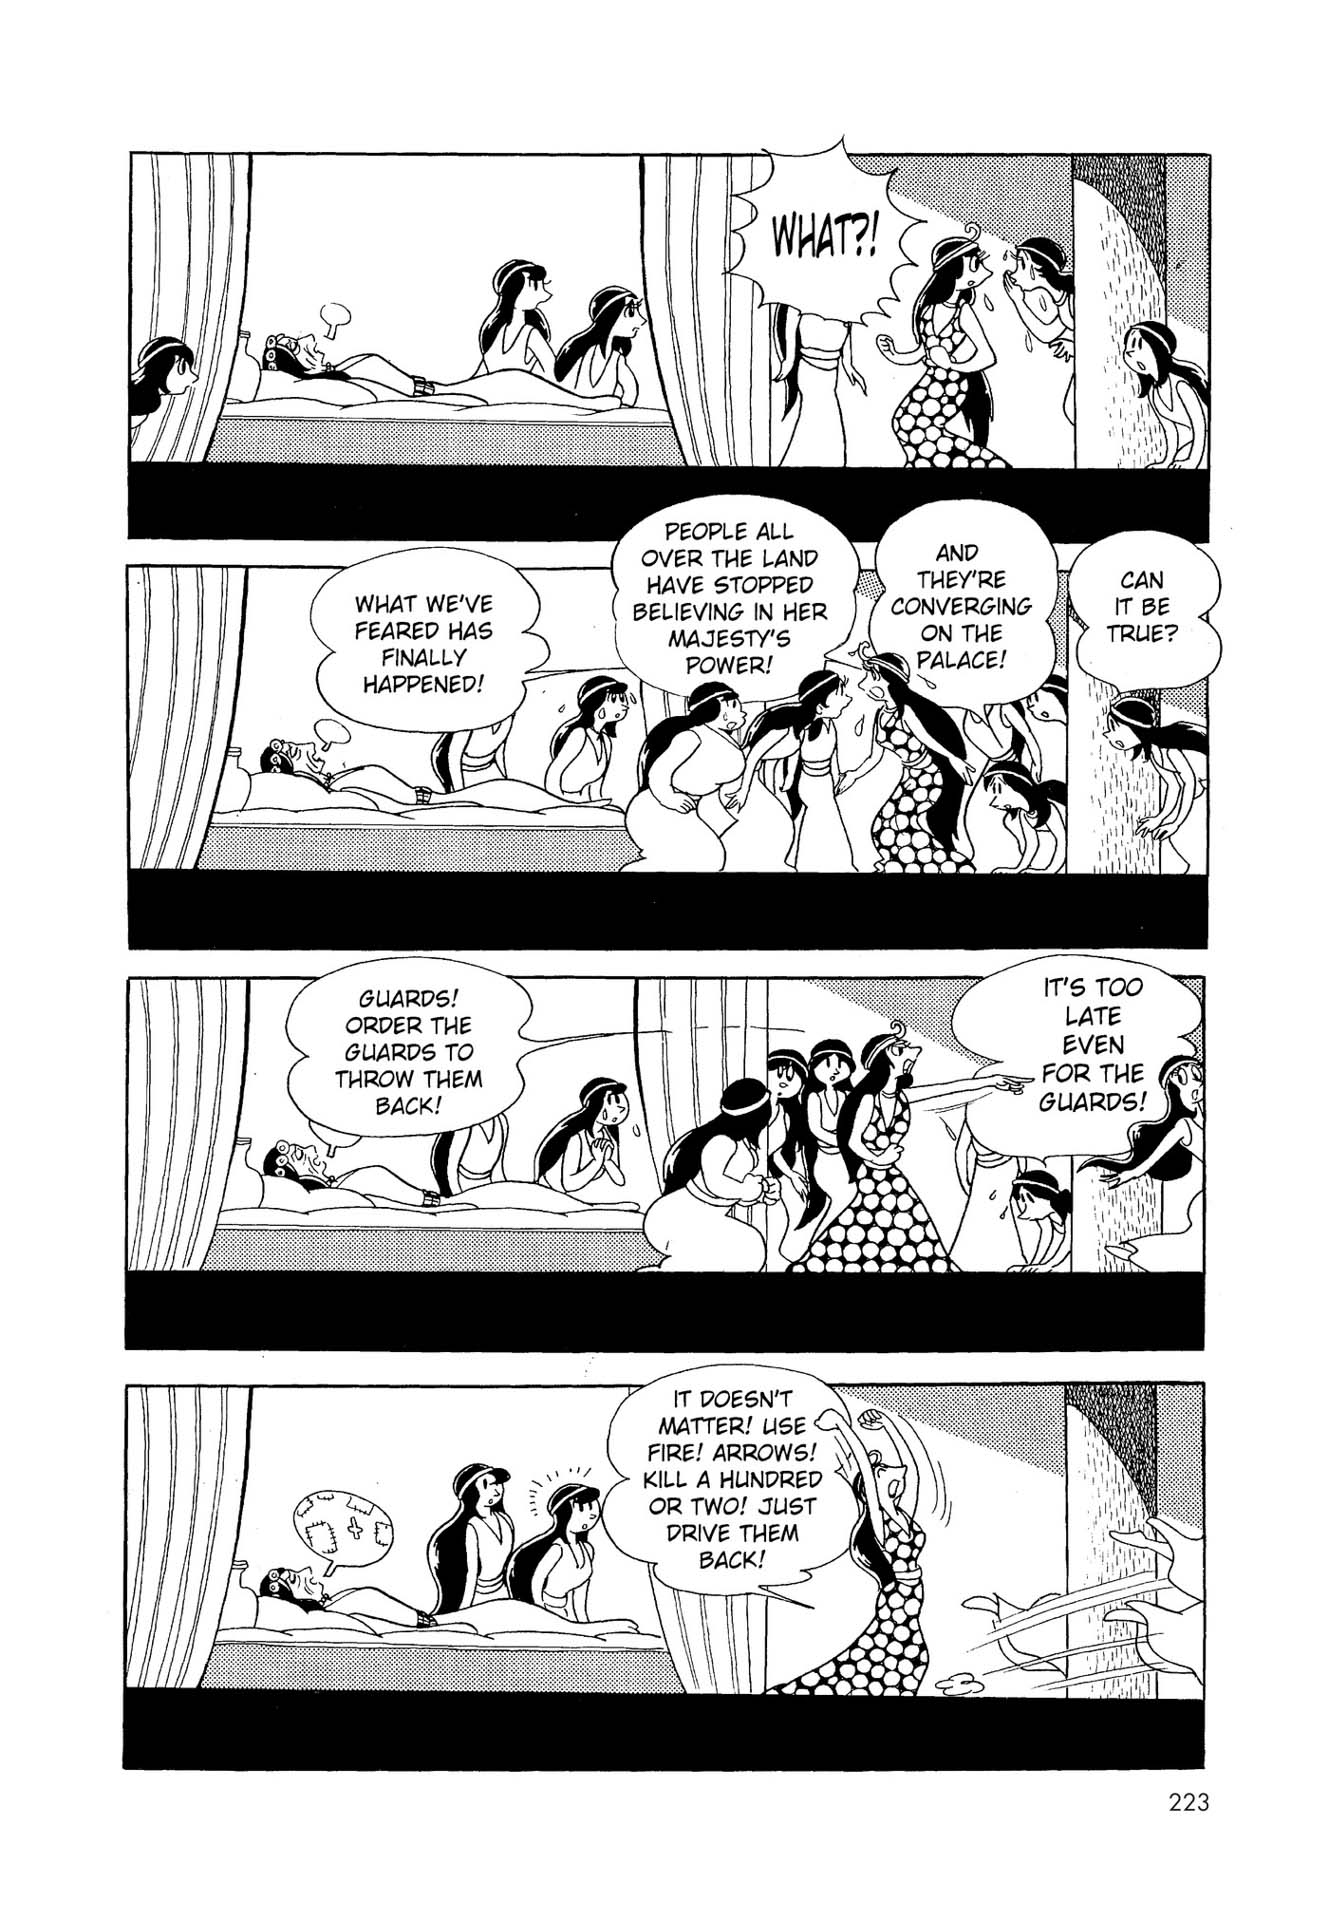 WHAT?!
WHAT WE'VE
FEARED HAS
FINALLY
HAPPENED!
PEOPLE ALL
OVER THE LAND
HAVE STOPPED
BELIEVING IN HER
MAJESTY'S
POWER!
AND
THEY'RE
CONVERGING
ON THE
PALACE!
CAN
IT BE
TRUE?
GUARDS!
ORDER THE
GUARDS TO
THROW THEM
BACK!
IT'S TOO
LATE
EVEN
FOR THE
GUARDS!
IT DOESN'T
MATTER! USE
FIRE! ARROWS!
KILL A HUNDRED
OR TWO! JUST
DRIVE THEM
BACK!
223